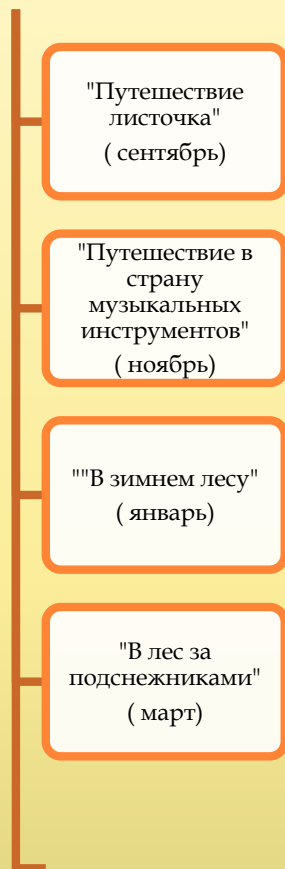 "Путешествие
листочка"
( сентябрь)
"Путешествие в
страну
музыкальных
инструментов"
( ноябрь)
""В зимнем лесу"
( январь)
"В лес за
подснежниками"
( март)